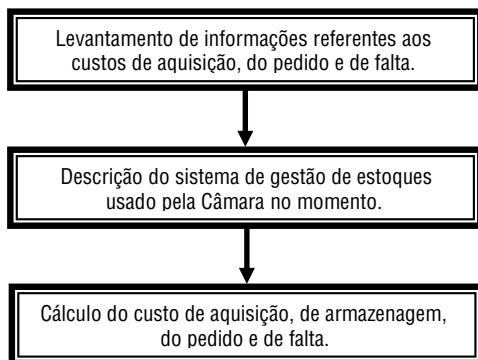 Levantamento de informações referentes aos
custos de aquisição, do pedido e de falta.
Descrição do sistema de gestão de estoques
usado pela Câmara no momento.
Cálculo do custo de aquisição, de armazenagem,
do pedido e de falta.